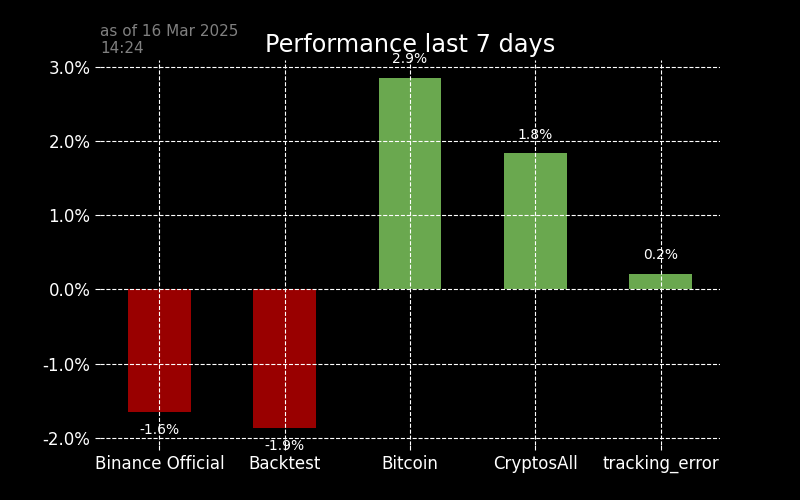 as of 16 Mar 2025
14:24
Performance last 7 days
3.0%
2.0%
1.0%
0.0%
-1.0%
-2.0%
-1.6%
-1.9%
2.9%
1.8%
0.2%
Binance Official
Backtest
Bitcoin
CryptosAll
tracking_error